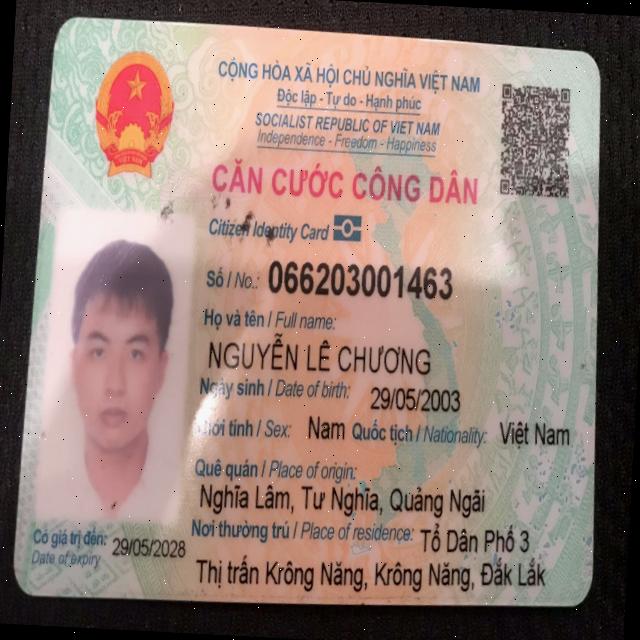 CỘNG HÒA XÃ HỘI CHỦ NGHĨA VIỆT NAM
Độc lập - Tự do - Hạnh phúc
SOCIALIST REPUBLIC OF VIET NAM
Independence - Freedom - Happiness
CĂN CƯỚC CÔNG DÂN
Citizen Identity Card
Số / No.: 066203001463
Họ và tên / Full name:
NGUYỄN LÊ CHƯƠNG
Ngày sinh / Date of birth: 29/05/2003
Giới tính / Sex: Nam Quốc tịch / Nationality: Việt Nam
Quê quán / Place of origin:
Nghĩa Lâm, Tư Nghĩa, Quảng Ngãi
Nơi thường trú / Place of residence: Tổ Dân Phố 3
Thị trấn Krông Năng, Krông Năng, Đắk Lắk
Có giá trị đến: 29/05/2028
Date of expiry